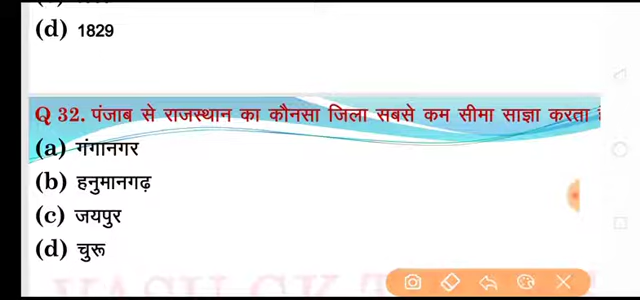 (d) 1829
Q 32. पंजाब से राजस्थान का कौनसा जिला सबसे कम सीमा साज्ञा करता
(a) गंगानगर
(b) हनुमानगढ़
(c) जयपुर
(d) चुरू